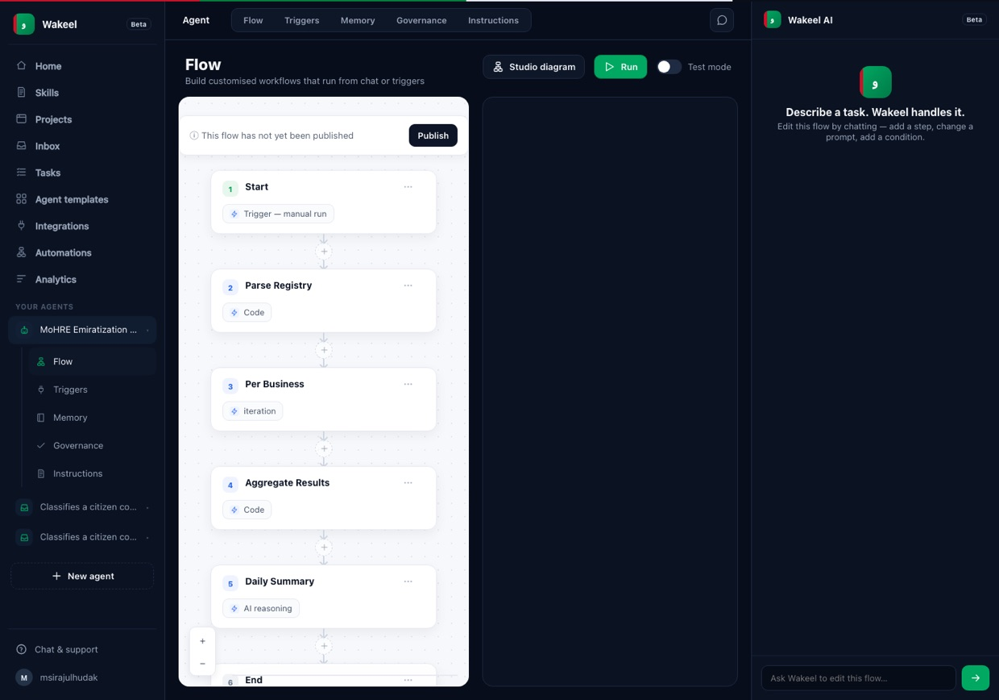 و
Wakeel
Beta
Home
Skills
Projects
Inbox
Tasks
Agent templates
Integrations
Automations
Analytics
YOUR AGENTS
MoHRE Emiratization ...
Flow
Triggers
Memory
Governance
Instructions
Classifies a citizen co...
Classifies a citizen co...
+ New agent
Chat & support
M msirajulhudak
Agent
Flow Triggers Memory Governance Instructions
Flow
Build customised workflows that run from chat or triggers
Studio diagram
Run
Test mode
This flow has not yet been published
Publish
1 Start ...
Trigger — manual run
+
2 Parse Registry ...
Code
+
3 Per Business ...
iteration
+
4 Aggregate Results ...
Code
+
5 Daily Summary ...
AI reasoning
+
6 End ...
+
−
و Wakeel AI
Beta
و
Describe a task. Wakeel handles it.
Edit this flow by chatting — add a step, change a
prompt, add a condition.
Ask Wakeel to edit this flow...